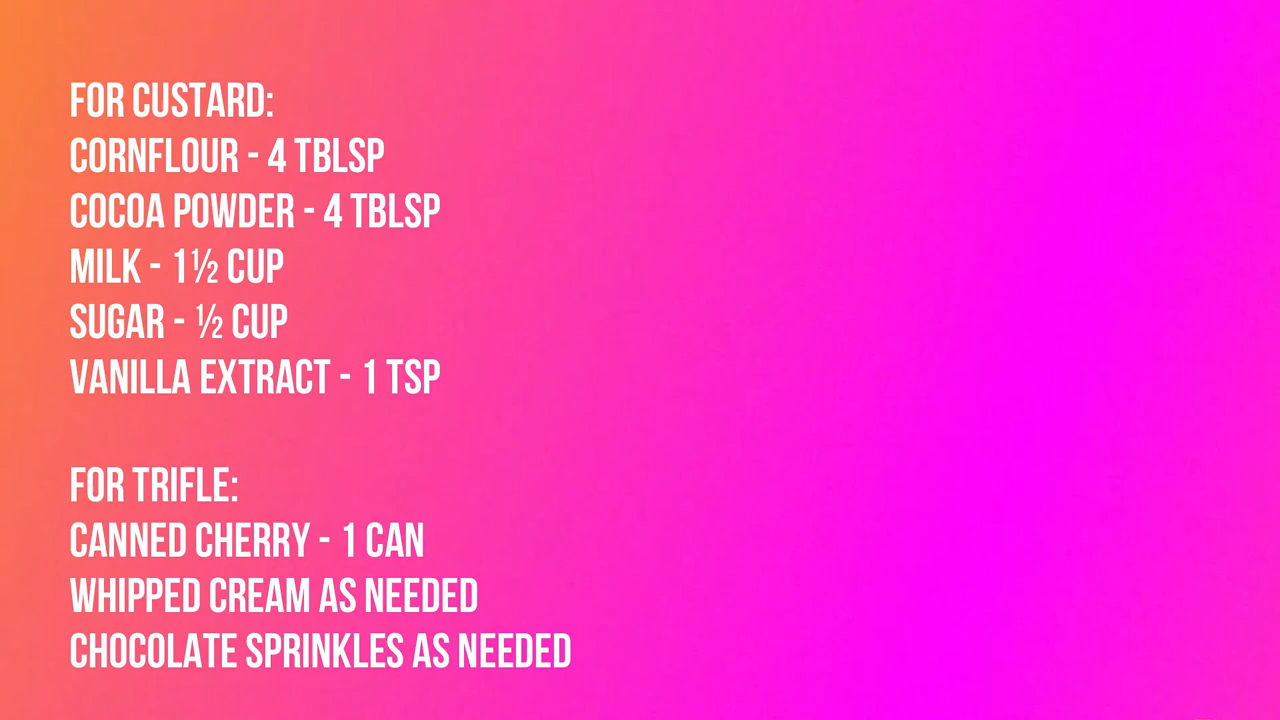 FOR CUSTARD:
CORNFLOUR - 4 TBLSP
COCOA POWDER - 4 TBLSP
MILK - 1½ CUP
SUGAR - ½ CUP
VANILLA EXTRACT - 1 TSP
FOR TRIFLE:
CANNED CHERRY - 1 CAN
WHIPPED CREAM AS NEEDED
CHOCOLATE SPRINKLES AS NEEDED